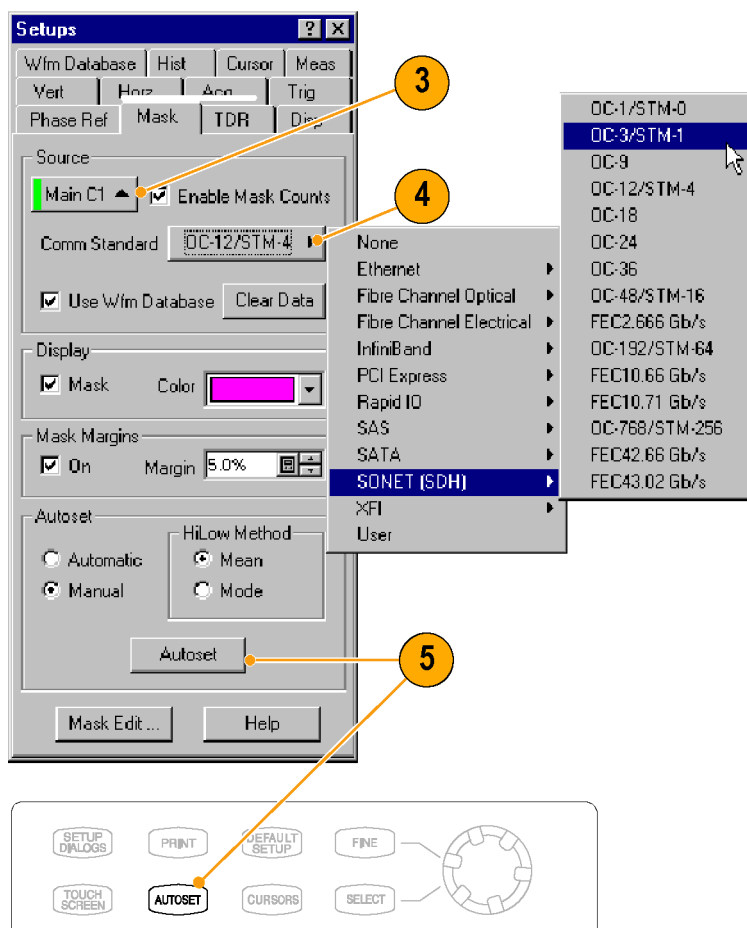 Setups
Wfm Database Hist Cursor Meas
Vert Horz Acq Trig
Phase Ref Mask TDR Disp
Source
Main C1 Enable Mask Counts
Comm Standard OC-12/STM-4
Use Wfm Database Clear Data
Display
Mask Color
Mask Margins
On Margin 5.0%
Autoset
HiLow Method
Automatic Mean
Manual Mode
Autoset
Mask Edit ... Help
3
4
5
None
Ethernet
Fibre Channel Optical
Fibre Channel Electrical
InfiniBand
PCI Express
Rapid IO
SAS
SATA
SONET (SDH)
XFI
User
OC-1/STM-0
OC-3/STM-1
OC-9
OC-12/STM-4
OC-18
OC-24
OC-36
OC-48/STM-16
FEC2.666 Gb/s
OC-192/STM-64
FEC10.66 Gb/s
FEC10.71 Gb/s
OC-768/STM-256
FEC42.66 Gb/s
FEC43.02 Gb/s
SETUP
DIALOGS
PRINT
DEFAULT
SETUP
FINE
TOUCH
SCREEN
AUTOSET
CURSORS
SELECT